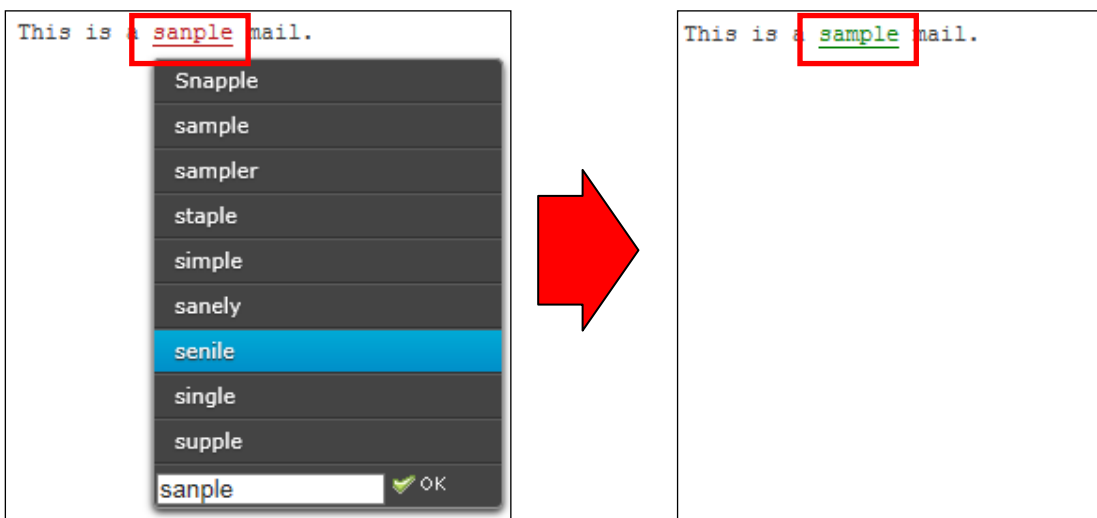 This is a sanple mail.
Snapple
sample
sampler
staple
simple
sanely
senile
single
supple
sanple OK
This is a sample mail.